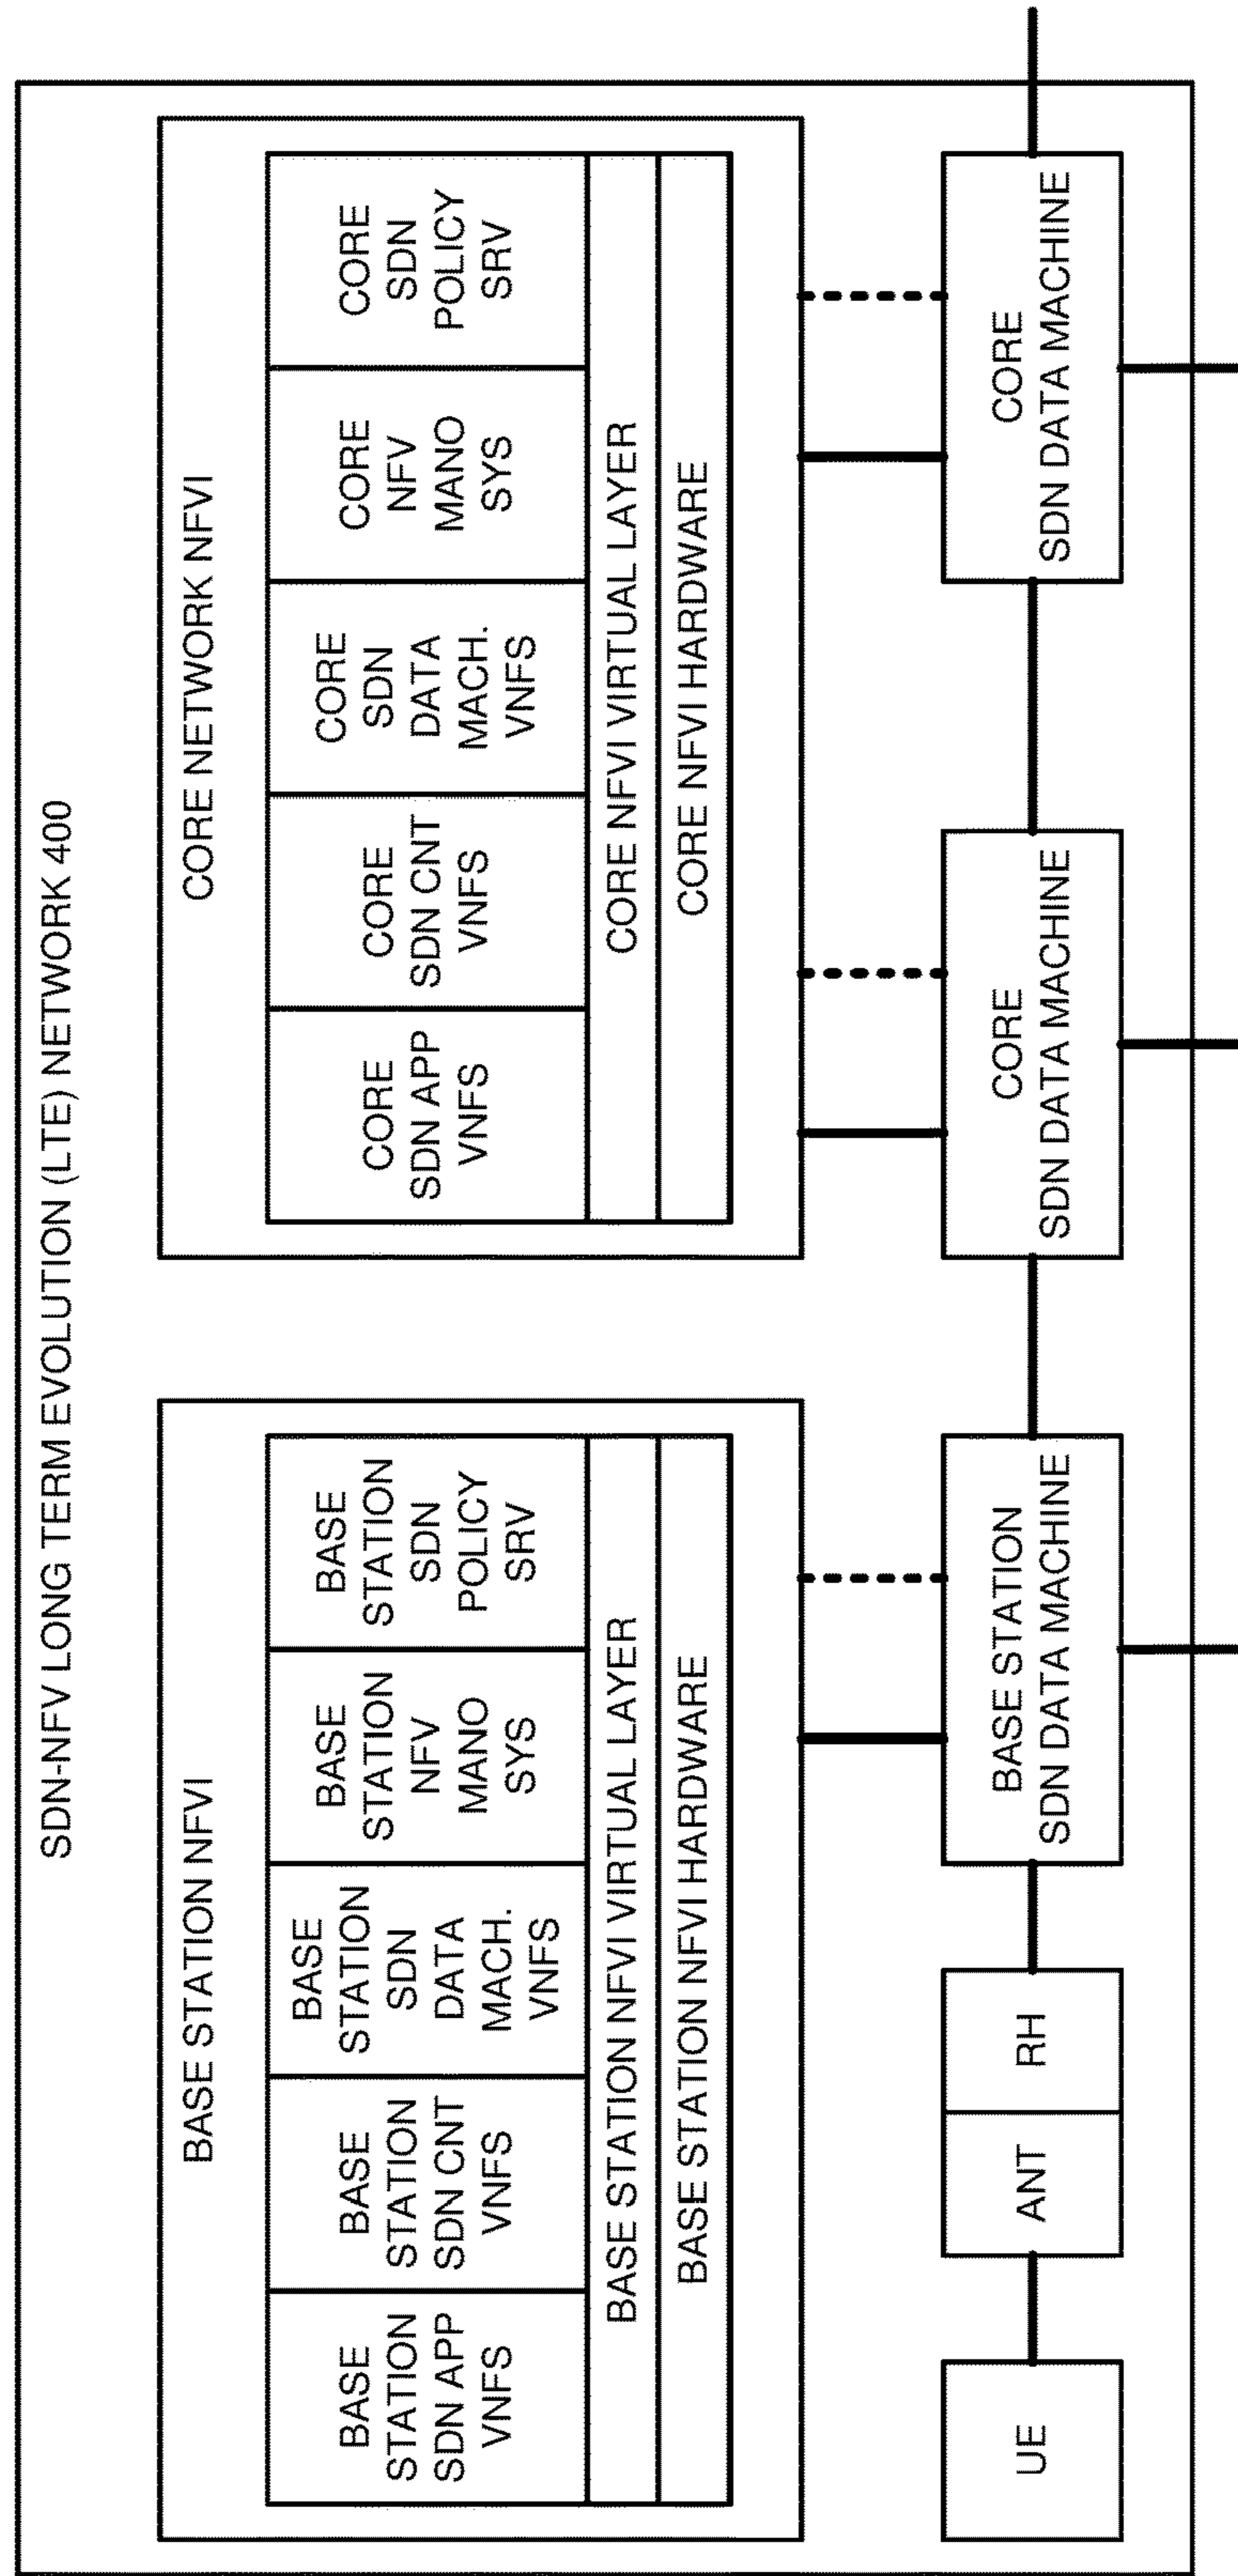 SDN-NFV LONG TERM EVOLUTION (LTE) NETWORK 400
BASE STATION NFVI
BASE
STATION
SDN APP
VNFS
BASE
STATION
SDN CNT
VNFS
BASE
STATION
SDN
DATA
MACH.
VNFS
BASE
STATION
NFV
MANO
SYS
BASE
STATION
SDN
POLICY
SRV
BASE STATION NFVI VIRTUAL LAYER
BASE STATION NFVI HARDWARE
CORE NETWORK NFVI
CORE
SDN APP
VNFS
CORE
SDN CNT
VNFS
CORE
SDN
DATA
MACH.
VNFS
CORE
NFV
MANO
SYS
CORE
SDN
POLICY
SRV
CORE NFVI VIRTUAL LAYER
CORE NFVI HARDWARE
UE
ANT
RH
BASE STATION
SDN DATA MACHINE
CORE
SDN DATA MACHINE
CORE
SDN DATA MACHINE